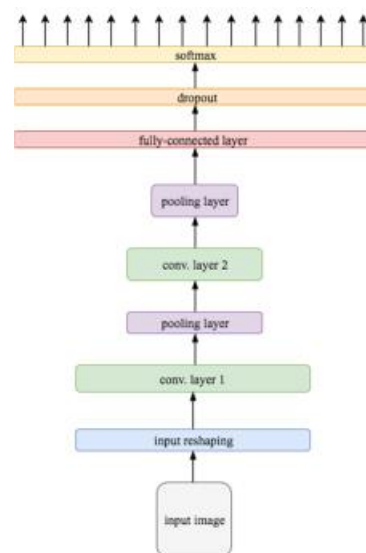 softmax
dropout
fully-connected layer
pooling layer
conv. layer 2
pooling layer
conv. layer 1
input reshaping
input image